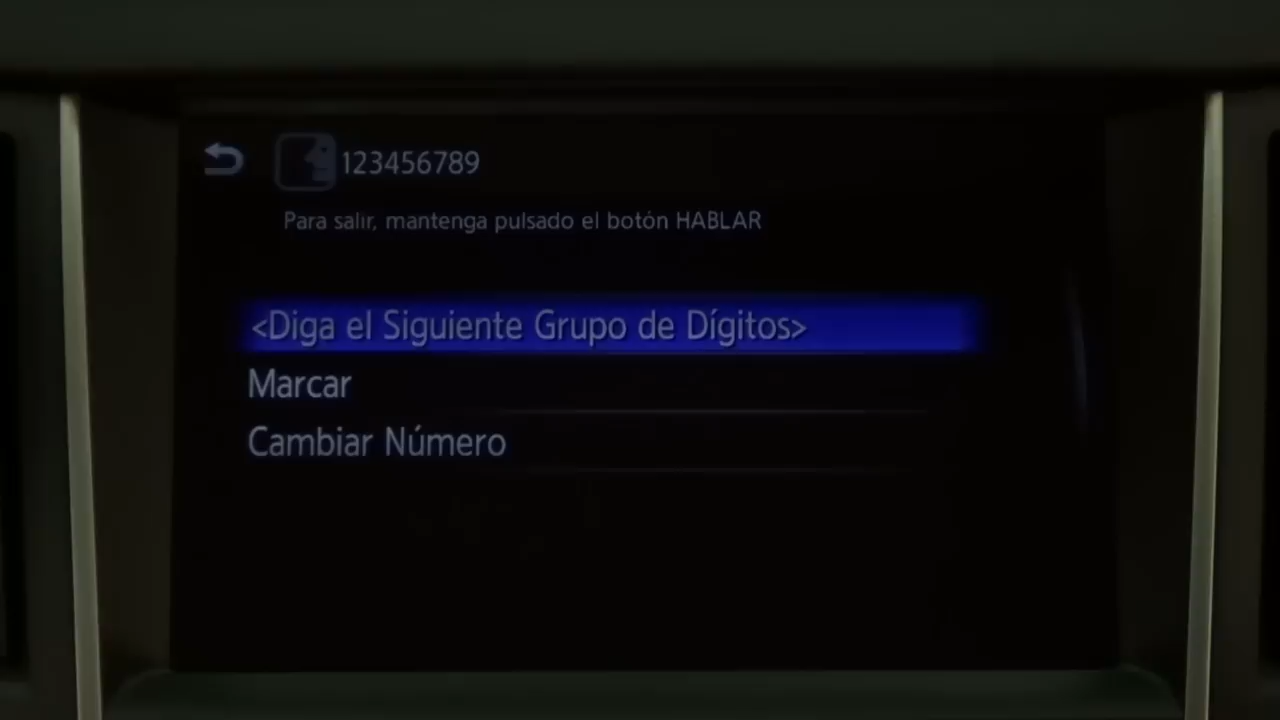 123456789
Para salir, mantenga pulsado el botón HABLAR
<Diga el Siguiente Grupo de Dígitos>
Marcar
Cambiar Número